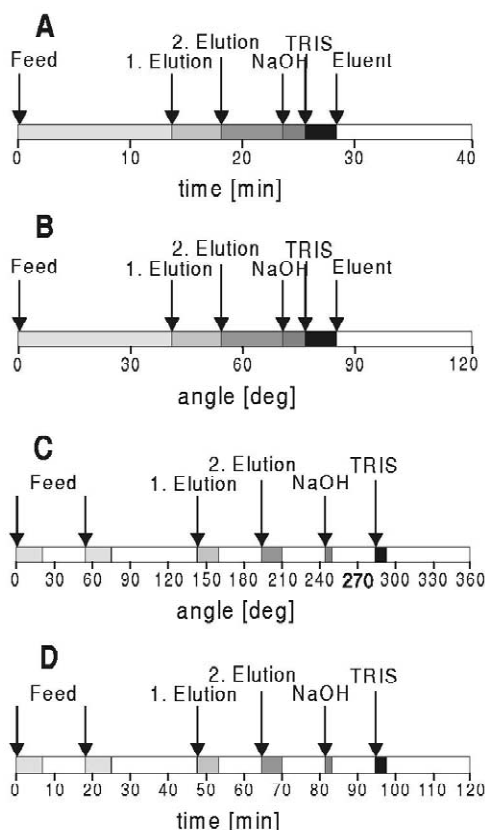 A
2. Elution TRIS
Feed 1. Elution NaOH Eluent
0 10 20 30 40
time [min]
B
2. Elution TRIS
Feed 1. Elution NaOH Eluent
0 30 60 90 120
angle [deg]
C
2. Elution TRIS
Feed 1. Elution NaOH
0 30 60 90 120 140 180 210 240 270 300 330 360
angle [deg]
D
2. Elution TRIS
Feed 1. Elution NaOH
0 10 20 30 40 50 60 70 80 90 100 110 120
time [min]